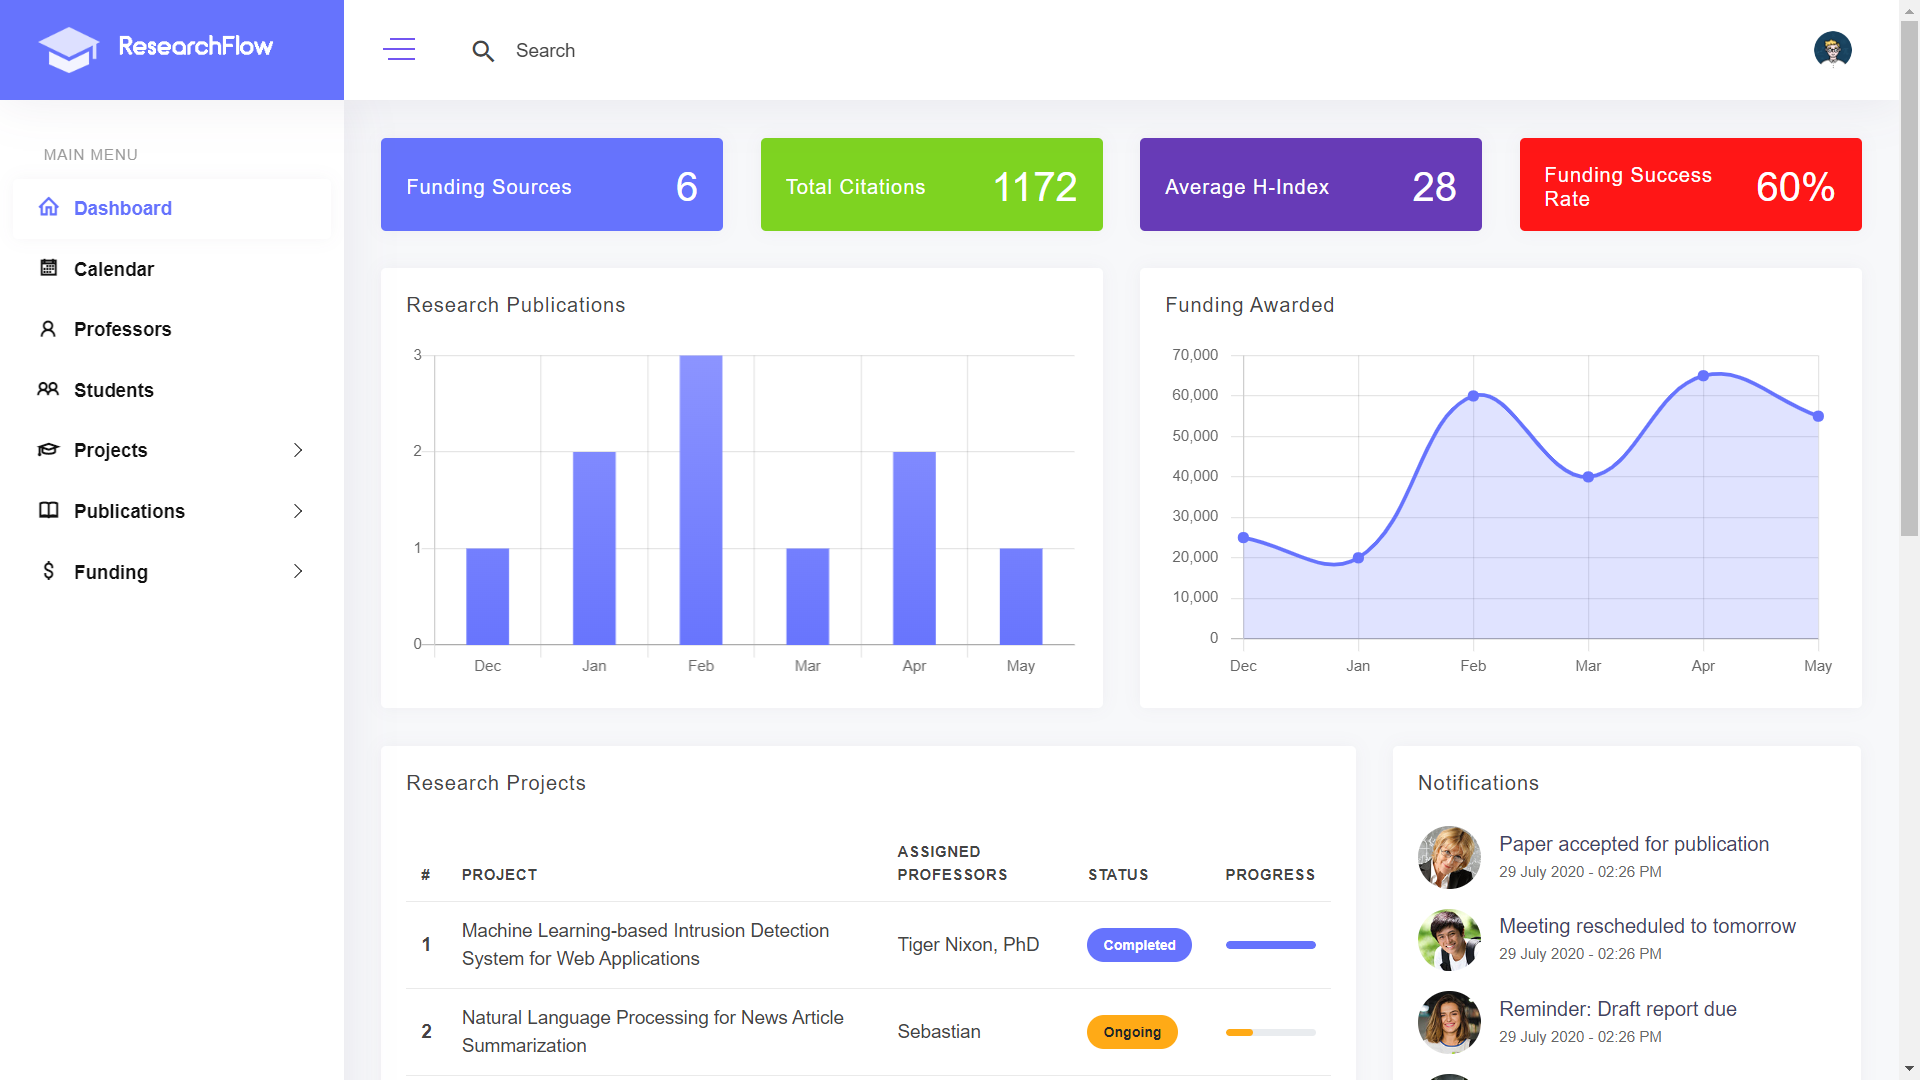 ResearchFlow
Search
MAIN MENU
Dashboard
Calendar
Professors
Students
Projects
Publications
Funding
Funding Sources
6
Total Citations
1172
Average H-Index
28
Funding Success
Rate
60%
Research Publications
3
2
1
0
Dec Jan Feb Mar Apr May
Funding Awarded
70,000
60,000
50,000
40,000
30,000
20,000
10,000
0
Dec Jan Feb Mar Apr May
Research Projects
# PROJECT ASSIGNED
PROFESSORS STATUS PROGRESS
1 Machine Learning-based Intrusion Detection
System for Web Applications
Tiger Nixon, PhD
Completed
2 Natural Language Processing for News Article
Summarization
Sebastian
Ongoing
Notifications
Paper accepted for publication
29 July 2020 - 02:26 PM
Meeting rescheduled to tomorrow
29 July 2020 - 02:26 PM
Reminder: Draft report due
29 July 2020 - 02:26 PM